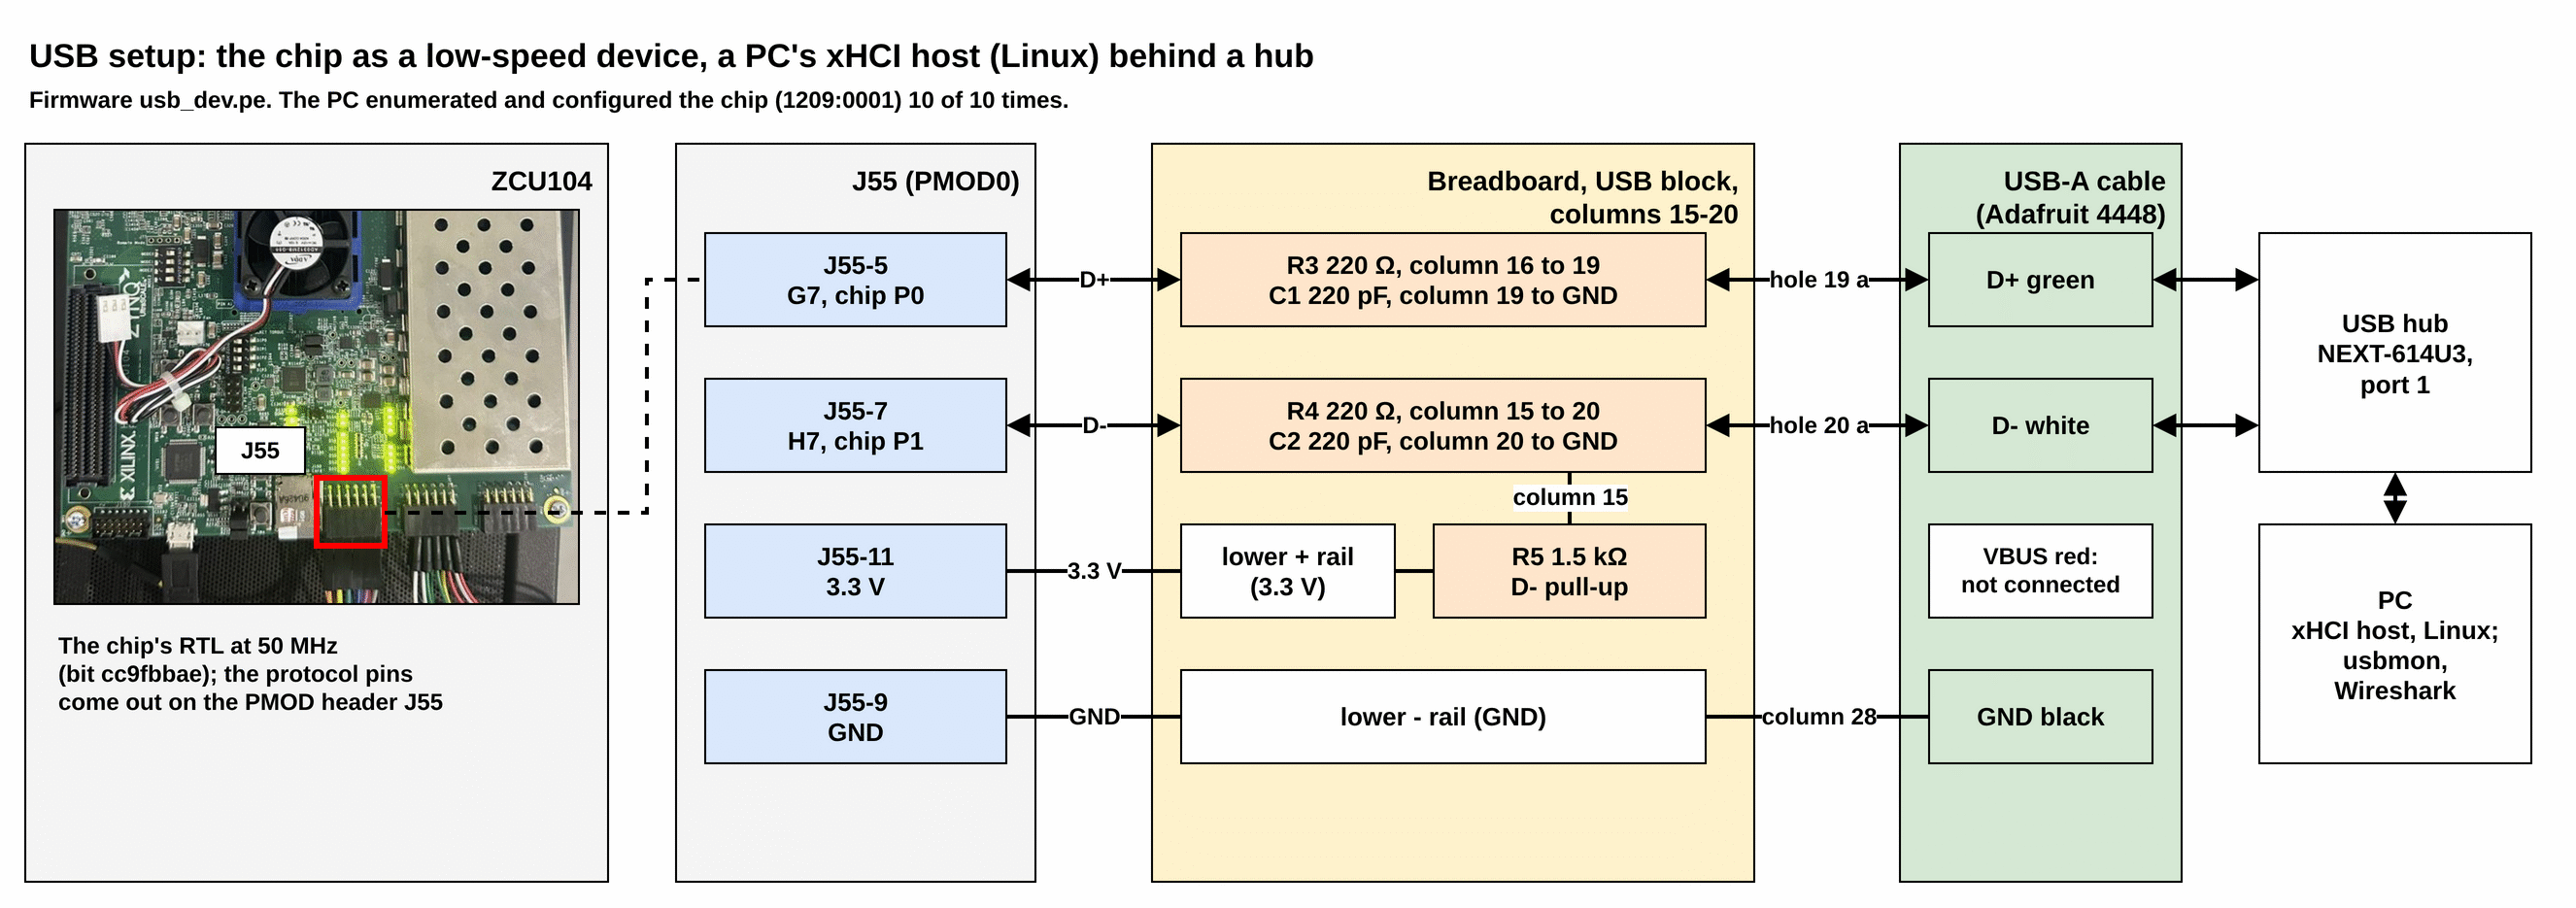 USB setup: the chip as a low-speed device, a PC's xHCI host (Linux) behind a hub
Firmware usb_dev.pe. The PC enumerated and configured the chip (1209:0001) 10 of 10 times.
ZCU104
J55
XILINX
The chip's RTL at 50 MHz
(bit cc9fbbae); the protocol pins
come out on the PMOD header J55
J55 (PMOD0)
J55-5
G7, chip P0
J55-7
H7, chip P1
J55-11
3.3 V
J55-9
GND
D+
D-
3.3 V
GND
Breadboard, USB block,
columns 15-20
R3 220 Ω, column 16 to 19
C1 220 pF, column 19 to GND
R4 220 Ω, column 15 to 20
C2 220 pF, column 20 to GND
column 15
lower + rail
(3.3 V)
R5 1.5 kΩ
D- pull-up
lower - rail (GND)
hole 19 a
hole 20 a
column 28
USB-A cable
(Adafruit 4448)
D+ green
D- white
VBUS red:
not connected
GND black
USB hub
NEXT-614U3,
port 1
PC
xHCI host, Linux;
usbmon,
Wireshark